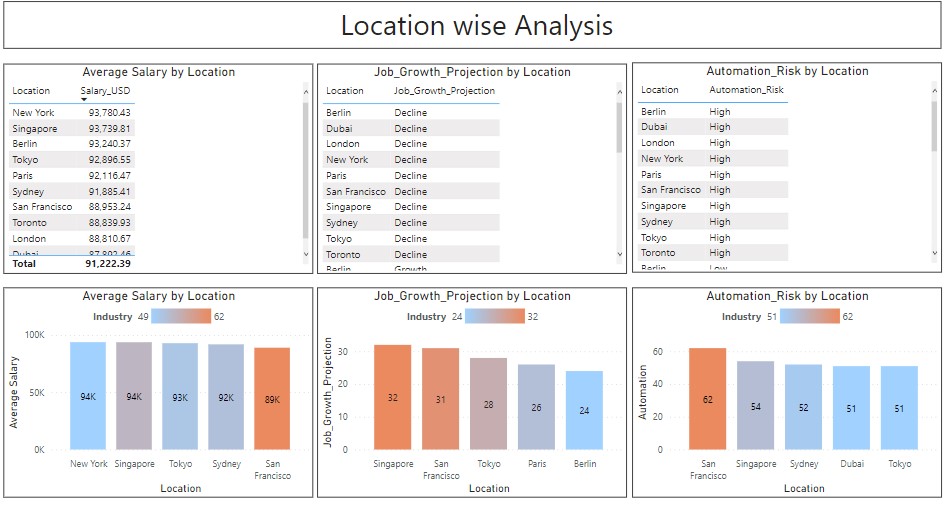 Location wise Analysis
Average Salary by Location
Location Salary_USD
New York 93,780.43
Singapore 93,739.81
Berlin 93,240.37
Tokyo 92,896.55
Paris 92,116.47
Sydney 91,885.41
San Francisco 88,953.24
Toronto 88,839.93
London 88,810.67
Dubai 87,892.46
Total 91,222.39
Job_Growth_Projection by Location
Location Job_Growth_Projection
Berlin Decline
Dubai Decline
London Decline
New York Decline
Paris Decline
San Francisco Decline
Singapore Decline
Sydney Decline
Tokyo Decline
Toronto Decline
Berlin Growth
Automation_Risk by Location
Location Automation_Risk
Berlin High
Dubai High
London High
New York High
Paris High
San Francisco High
Singapore High
Sydney High
Tokyo High
Toronto High
Berlin Low
Average Salary by Location
Industry 49 62
100K
50K
0K
Average Salary
94K 94K 93K 92K 89K
New York Singapore Tokyo Sydney San
Francisco
Location
Job_Growth_Projection by Location
Industry 24 32
30
20
10
0
Job_Growth_Projection
32 31 28 26 24
Singapore San Tokyo Paris Berlin
Francisco
Location
Automation_Risk by Location
Industry 51 62
60
40
20
0
Automation
62 54 52 51 51
San Singapore Sydney Dubai Tokyo
Francisco
Location